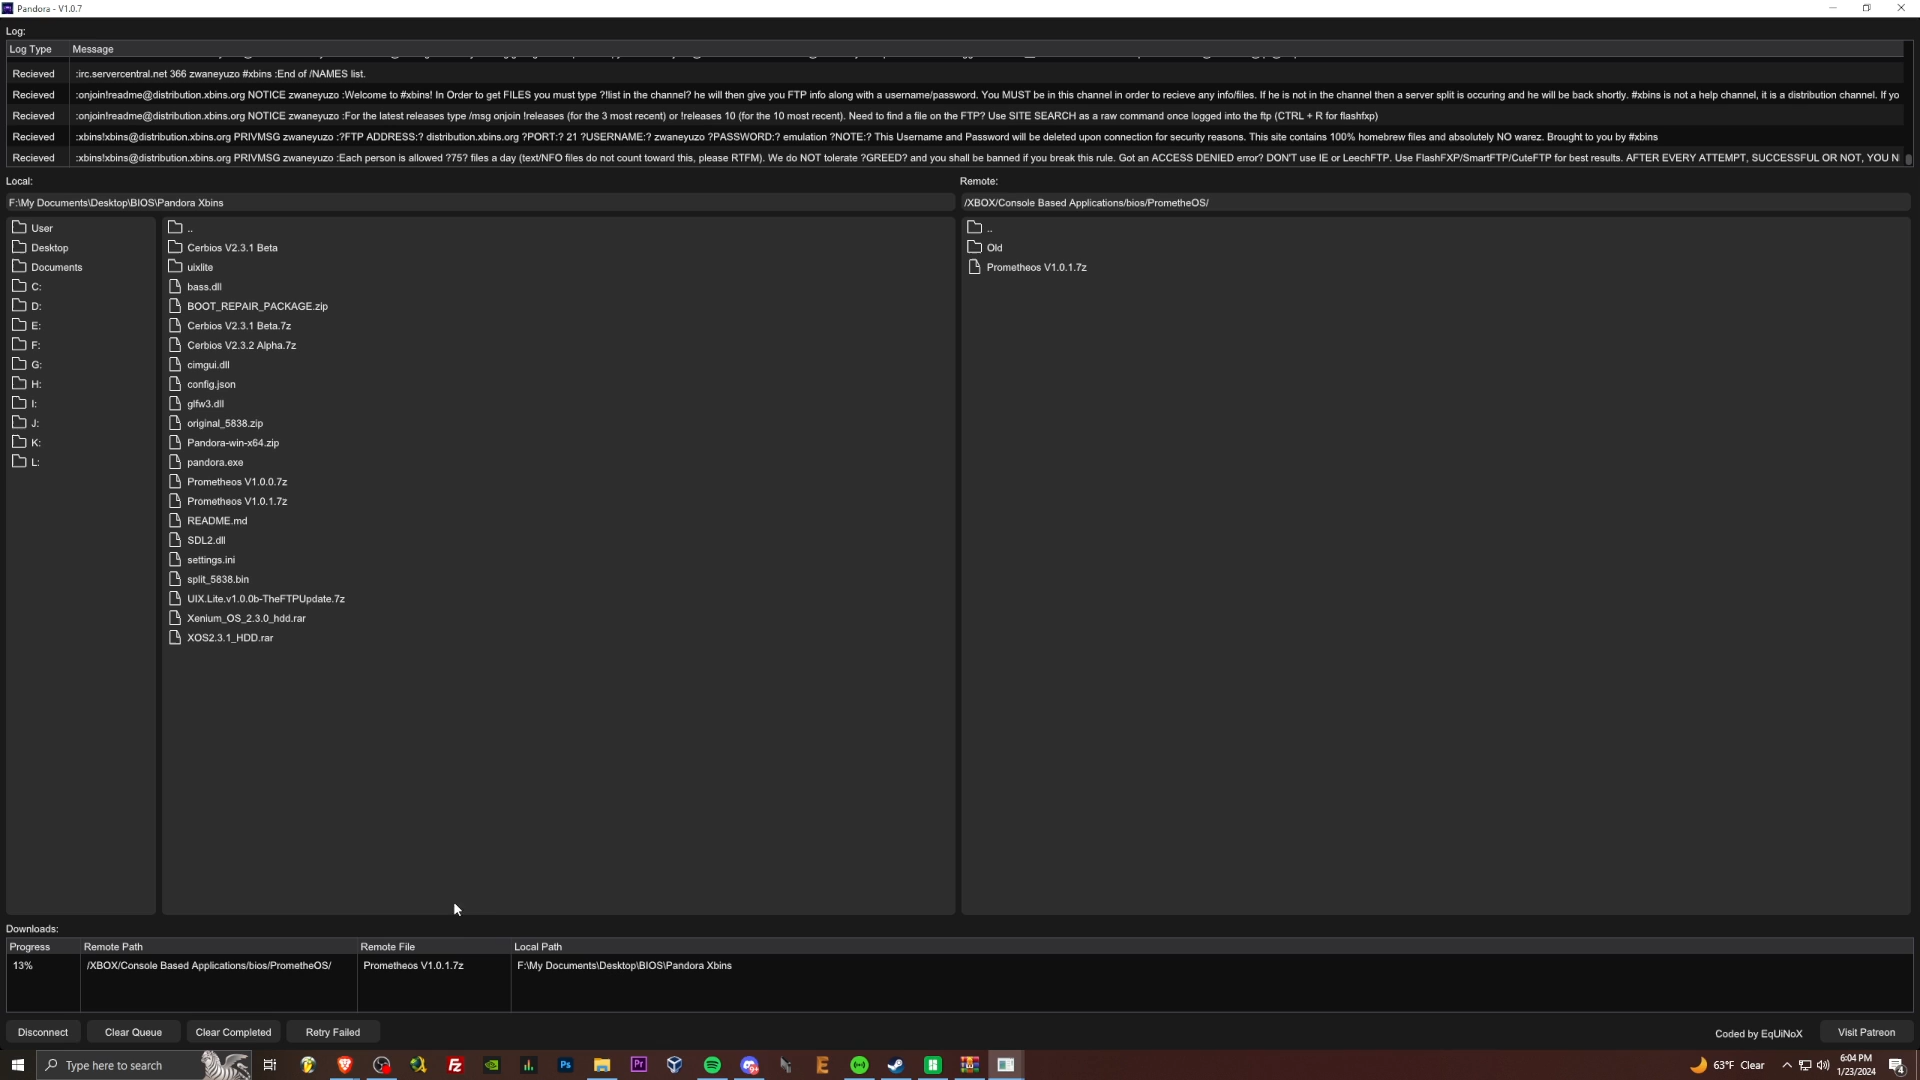 Pandora - V1.0.7
Log:
Log Type Message
Recieved :irc.servercentral.net 366 zwaneyuzo #xbins :End of /NAMES list.
Recieved :onjoin!readme@distribution.xbins.org NOTICE zwaneyuzo :Welcome to #xbins! In Order to get FILES you must type ?!list in the channel? he will then give you FTP info along with a username/password. You MUST be in this channel in order to recieve any info/files. If he is not in the channel then a server split is occuring and he will be back shortly. #xbins is not a help channel, it is a distribution channel. If yo
Recieved :onjoin!readme@distribution.xbins.org NOTICE zwaneyuzo :For the latest releases type /msg onjoin !releases (for the 3 most recent) or !releases 10 (for the 10 most recent). Need to find a file on the FTP? Use SITE SEARCH as a raw command once logged into the ftp (CTRL + R for flashfxp)
Recieved :xbins!xbins@distribution.xbins.org PRIVMSG zwaneyuzo :?FTP ADDRESS:? distribution.xbins.org ?PORT:? 21 ?USERNAME:? zwaneyuzo ?PASSWORD:? emulation ?NOTE:? This Username and Password will be deleted upon connection for security reasons. This site contains 100% homebrew files and absolutely NO warez. Brought to you by #xbins
Recieved :xbins!xbins@distribution.xbins.org PRIVMSG zwaneyuzo :Each person is allowed ?75? files a day (text/NFO files do not count toward this, please RTFM). We do NOT tolerate ?GREED? and you shall be banned if you break this rule. Got an ACCESS DENIED error? DON'T use IE or LeechFTP. Use FlashFXP/SmartFTP/CuteFTP for best results. AFTER EVERY ATTEMPT, SUCCESSFUL OR NOT, YOU N
Local:
F:\My Documents\Desktop\BIOS\Pandora Xbins
User
Desktop
Documents
C:
D:
E:
F:
G:
H:
I:
J:
K:
L:
..
Cerbios V2.3.1 Beta
uixlite
bass.dll
BOOT_REPAIR_PACKAGE.zip
Cerbios V2.3.1 Beta.7z
Cerbios V2.3.2 Alpha.7z
cimgui.dll
config.json
glfw3.dll
original_5838.zip
Pandora-win-x64.zip
pandora.exe
Prometheos V1.0.0.7z
Prometheos V1.0.1.7z
README.md
SDL2.dll
settings.ini
split_5838.bin
UIX.Lite.v1.0.0b-TheFTPUpdate.7z
Xenium_OS_2.3.0_hdd.rar
XOS2.3.1_HDD.rar
Remote:
/XBOX/Console Based Applications/bios/PrometheOS/
..
Old
Prometheos V1.0.1.7z
Downloads:
Progress Remote Path Remote File Local Path
13% /XBOX/Console Based Applications/bios/PrometheOS/ Prometheos V1.0.1.7z F:\My Documents\Desktop\BIOS\Pandora Xbins
Disconnect Clear Queue Clear Completed Retry Failed Coded by EqUiNoX Visit Patreon
Type here to search
63°F Clear
6:04 PM
1/23/2024
4